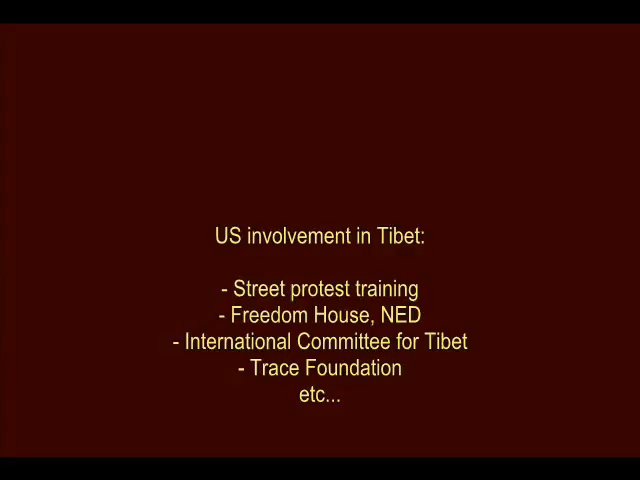 US involvement in Tibet:
- Street protest training
- Freedom House, NED
- International Committee for Tibet
- Trace Foundation
etc...